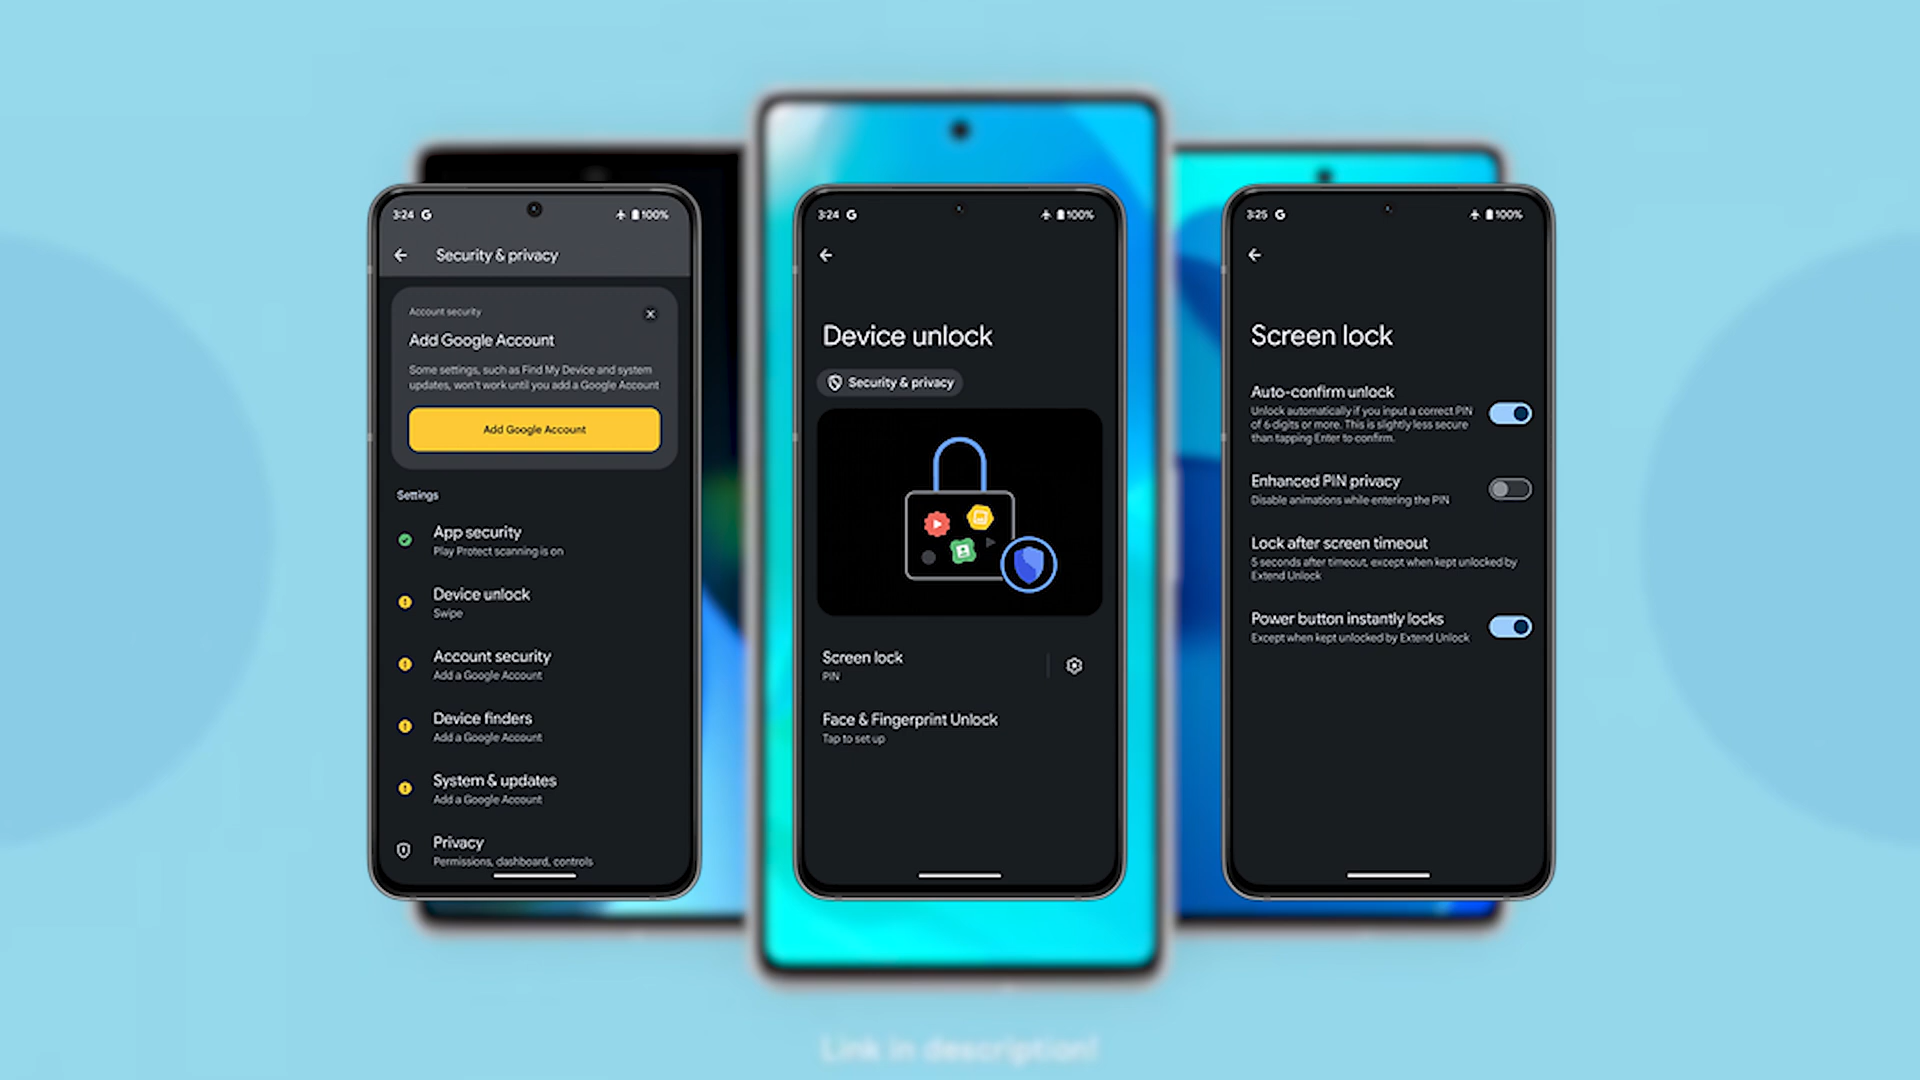 3:24 G 100%
Security & privacy
Account security
Add Google Account
Some settings, such as Find My Device and system
updates, won't work until you add a Google Account
Add Google Account
Settings
App security
Play Protect scanning is on
Device unlock
Swipe
Account security
Add a Google Account
Device finders
Add a Google Account
System & updates
Add a Google Account
Privacy
Permissions, dashboard, controls
3:24 G 100%
Device unlock
Security & privacy
Screen lock
PIN
Face & Fingerprint Unlock
Tap to set up
3:25 G 100%
Screen lock
Auto-confirm unlock
Unlock automatically if you input a correct PIN
of 6 digits or more. This is slightly less secure
than tapping Enter to confirm.
Enhanced PIN privacy
Disable animations while entering the PIN
Lock after screen timeout
5 seconds after timeout, except when kept unlocked by
Extend Unlock
Power button instantly locks
Except when kept unlocked by Extend Unlock
Link in description!